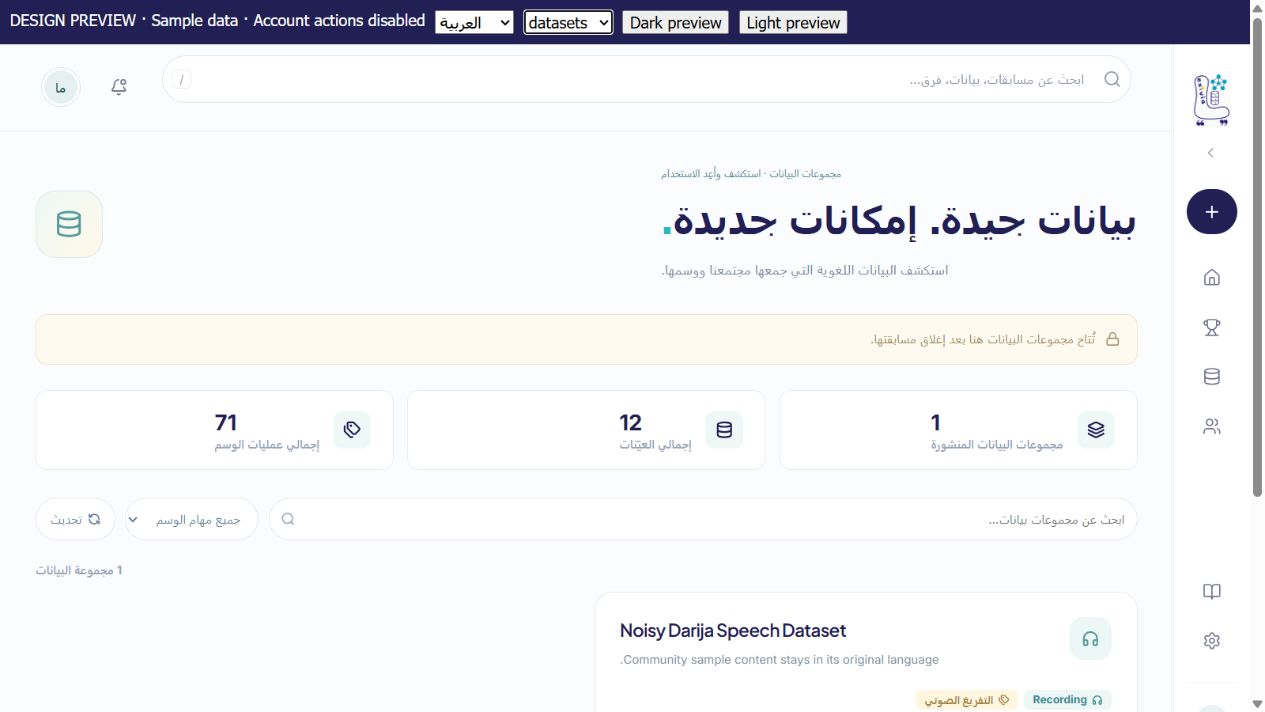 DESIGN PREVIEW · Sample data · Account actions disabled العربية datasets Dark preview Light preview
ابحث عن مسابقات، بيانات، فرق...
/
ما
مجموعات البيانات · استكشف وأعِد الاستخدام
بيانات جيدة. إمكانات جديدة.
استكشف البيانات اللغوية التي جمعها مجتمعنا ووسمها.
تُتاح مجموعات البيانات هنا بعد إغلاق مسابقتها.
1
مجموعات البيانات المنشورة
12
إجمالي العيّنات
71
إجمالي عمليات الوسم
ابحث عن مجموعات بيانات...
جميع مهام الوسم
تحديث
1 مجموعة البيانات
Noisy Darija Speech Dataset
.Community sample content stays in its original language
Recording
التفريغ الصوتي